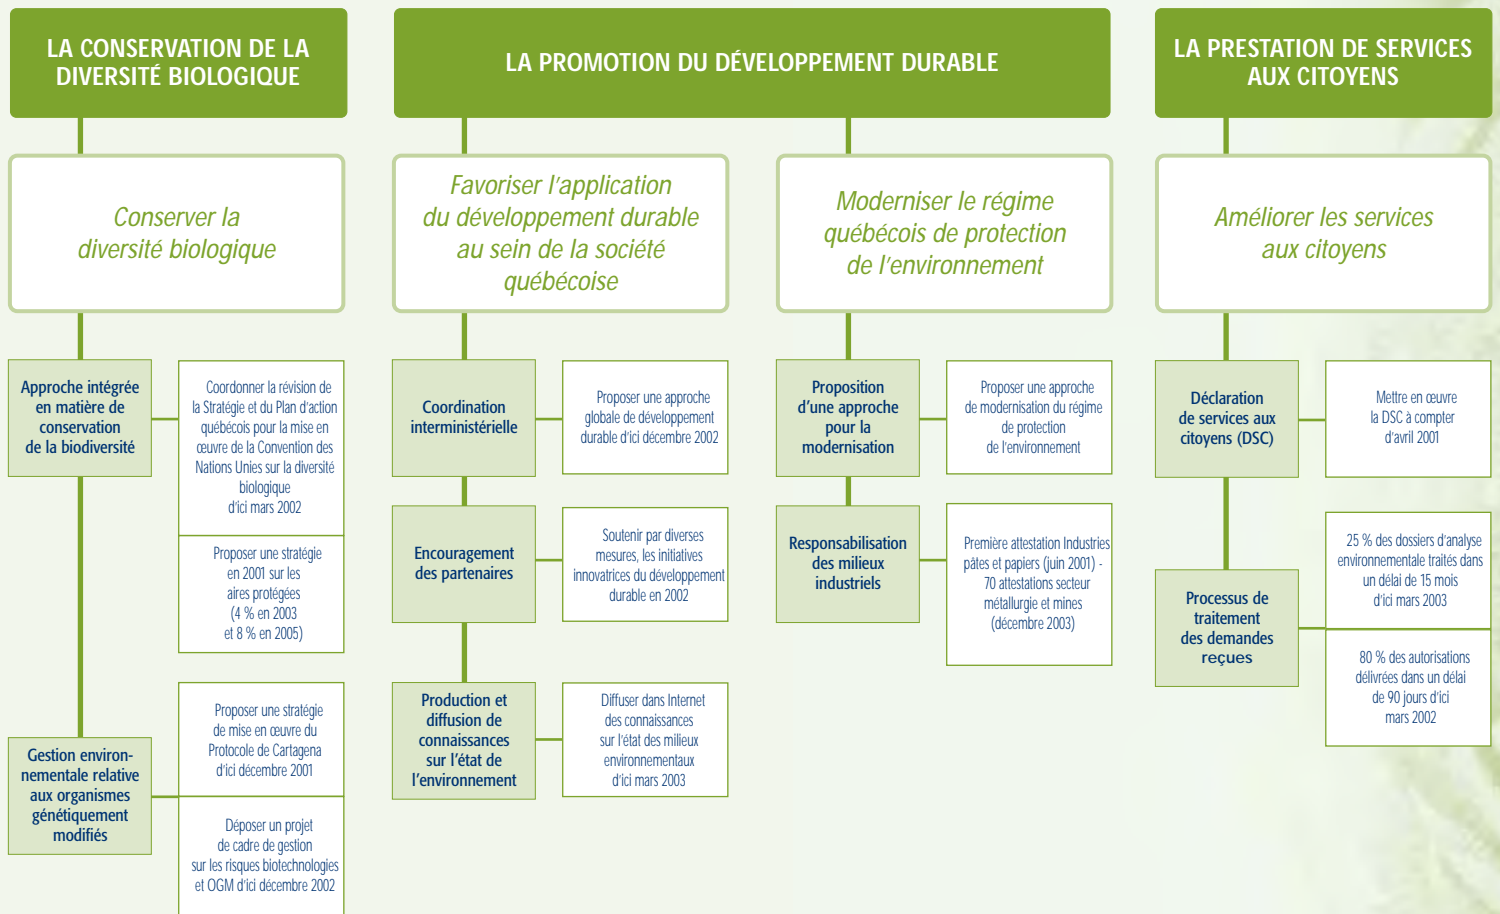 LA CONSERVATION DE LA
DIVERSITÉ BIOLOGIQUE
Conserver la
diversité biologique
Approche intégrée
en matière de
conservation
de la biodiversité
Coordonner la révision de
la Stratégie et du Plan d'action
québécois pour la mise en
œuvre de la Convention des
Nations Unies sur la diversité
biologique
d'ici mars 2002
Proposer une stratégie
en 2001 sur les
aires protégées
(4 % en 2003
et 8 % en 2005)
Gestion environ-
nementale relative
aux organismes
génétiquement
modifiés
Proposer une stratégie
de mise en œuvre du
Protocole de Cartagena
d'ici décembre 2001
Déposer un projet
de cadre de gestion
sur les risques biotechnologies
et OGM d'ici décembre 2002
LA PROMOTION DU DÉVELOPPEMENT DURABLE
Favoriser l'application
du développement durable
au sein de la société
québécoise
Coordination
interministérielle
Proposer une approche
globale de développement
durable d'ici décembre 2002
Encouragement
des partenaires
Soutenir par diverses
mesures, les initiatives
innovatrices du développement
durable en 2002
Production et
diffusion de
connaissances
sur l'état de
l'environnement
Diffuser dans Internet
des connaissances
sur l'état des milieux
environnementaux
d'ici mars 2003
Moderniser le régime
québécois de protection
de l'environnement
Proposition
d'une approche
pour la
modernisation
Proposer une approche
de modernisation du régime
de protection
de l'environnement
Responsabilisation
des milieux
industriels
Première attestation Industries
pâtes et papiers (juin 2001) -
70 attestations secteur
métallurgie et mines
(décembre 2003)
LA PRESTATION DE SERVICES
AUX CITOYENS
Améliorer les services
aux citoyens
Déclaration
de services aux
citoyens (DSC)
Mettre en œuvre
la DSC à compter
d'avril 2001
Processus de
traitement
des demandes
reçues
25 % des dossiers d'analyse
environnementale traités dans
un délai de 15 mois
d'ici mars 2003
80 % des autorisations
délivrées dans un délai
de 90 jours d'ici
mars 2002